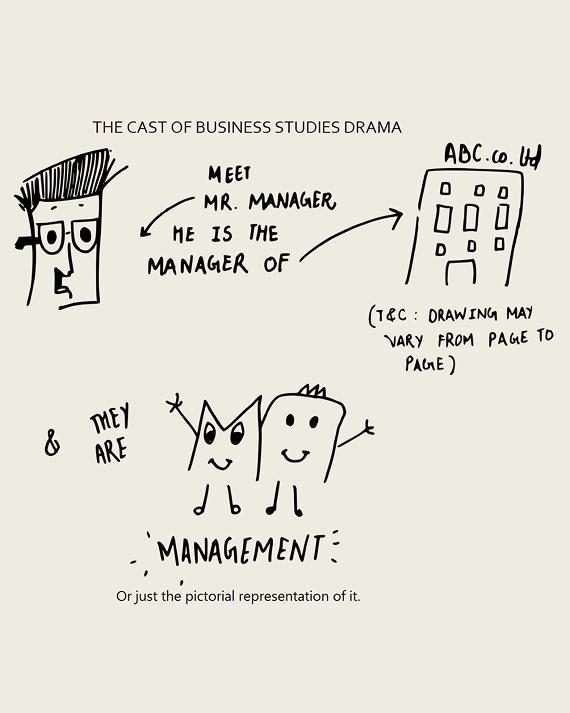 THE CAST OF BUSINESS STUDIES DRAMA
MEET
MR. MANAGER
HE IS THE
MANAGER OF
ABC.co.ltd
(T&C : DRAWING MAY
VARY FROM PAGE TO
PAGE)
& THEY
ARE
MANAGEMENT
Or just the pictorial representation of it.